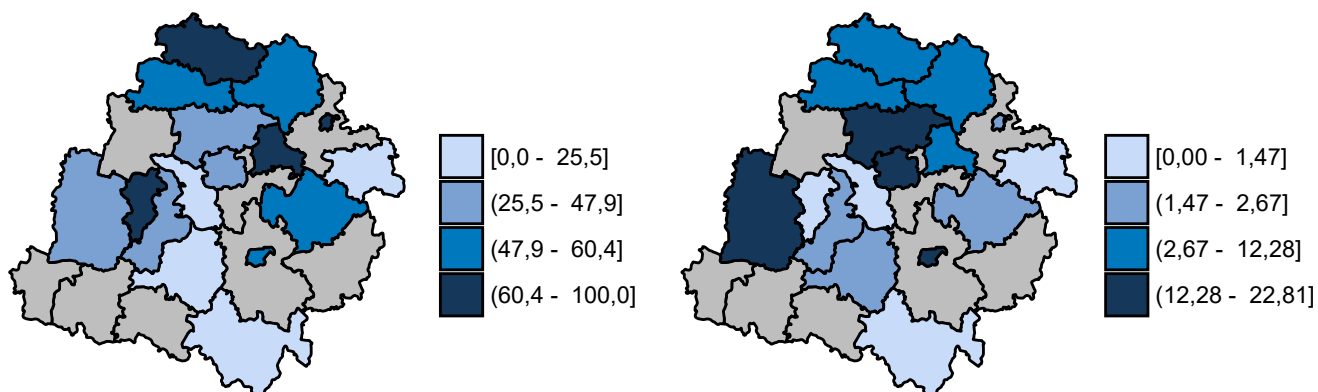 [0,0 - 25,5]
(25,5 - 47,9]
(47,9 - 60,4]
(60,4 - 100,0]
[0,00 - 1,47]
(1,47 - 2,67]
(2,67 - 12,28]
(12,28 - 22,81]